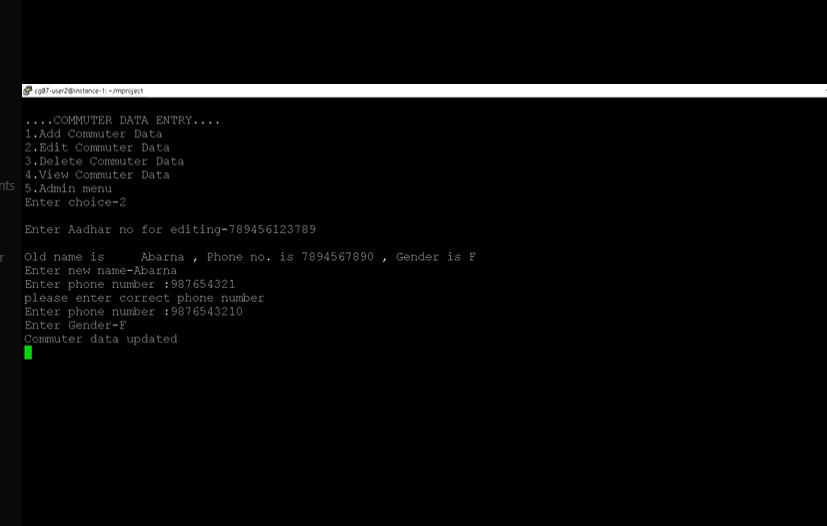 cg87-user2@instance-1: ~/mproject
....COMMUTER DATA ENTRY....
1.Add Commuter Data
2.Edit Commuter Data
3.Delete Commuter Data
4.View Commuter Data
5.Admin menu
Enter choice-2
Enter Aadhar no for editing-789456123789
Old name is     Abarna , Phone no. is 7894567890 , Gender is F
Enter new name-Abarna
Enter phone number :987654321
please enter correct phone number
Enter phone number :9876543210
Enter Gender-F
Commuter data updated